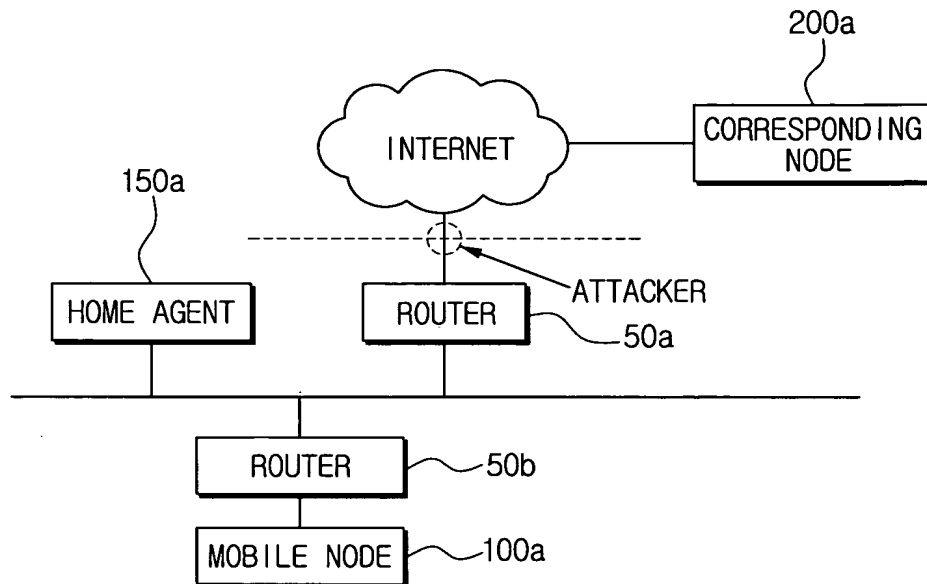 200a
INTERNET
CORRESPONDING
NODE
150a
ATTACKER
HOME AGENT
ROUTER
50a
ROUTER
50b
MOBILE NODE
100a